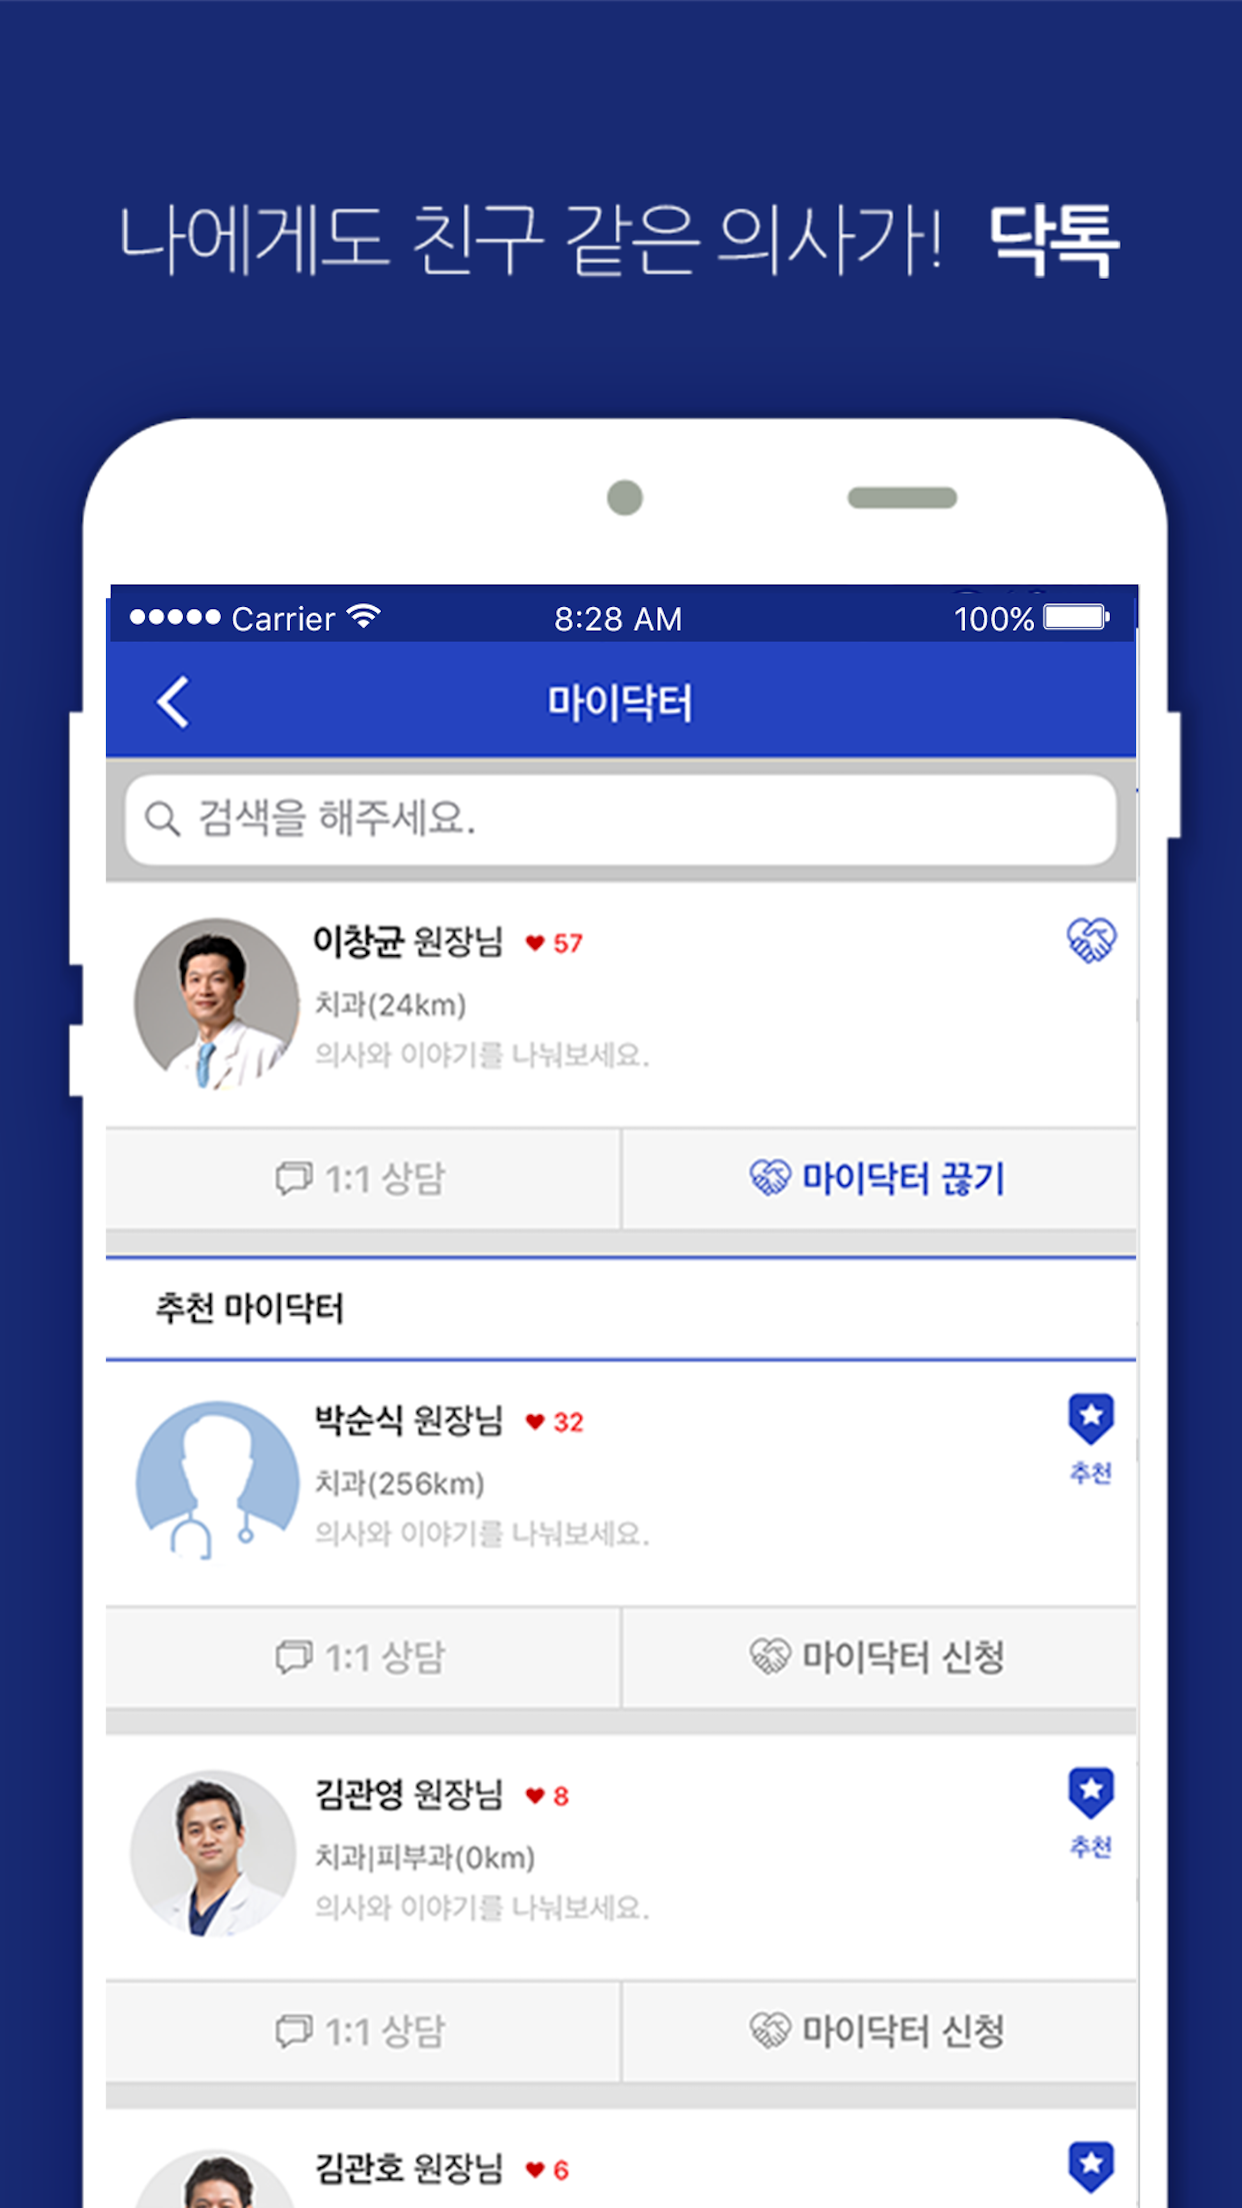 나에게도 친구 같은 의사가! 닥톡
Carrier 8:28 AM 100%
마이닥터
검색을 해주세요.
이창균 원장님 57
치과(24km)
의사와 이야기를 나눠보세요.
1:1 상담 마이닥터 끊기
추천 마이닥터
박순식 원장님 32
추천
치과(256km)
의사와 이야기를 나눠보세요.
1:1 상담 마이닥터 신청
김관영 원장님 8
추천
치과|피부과(0km)
의사와 이야기를 나눠보세요.
1:1 상담 마이닥터 신청
김관호 원장님 6